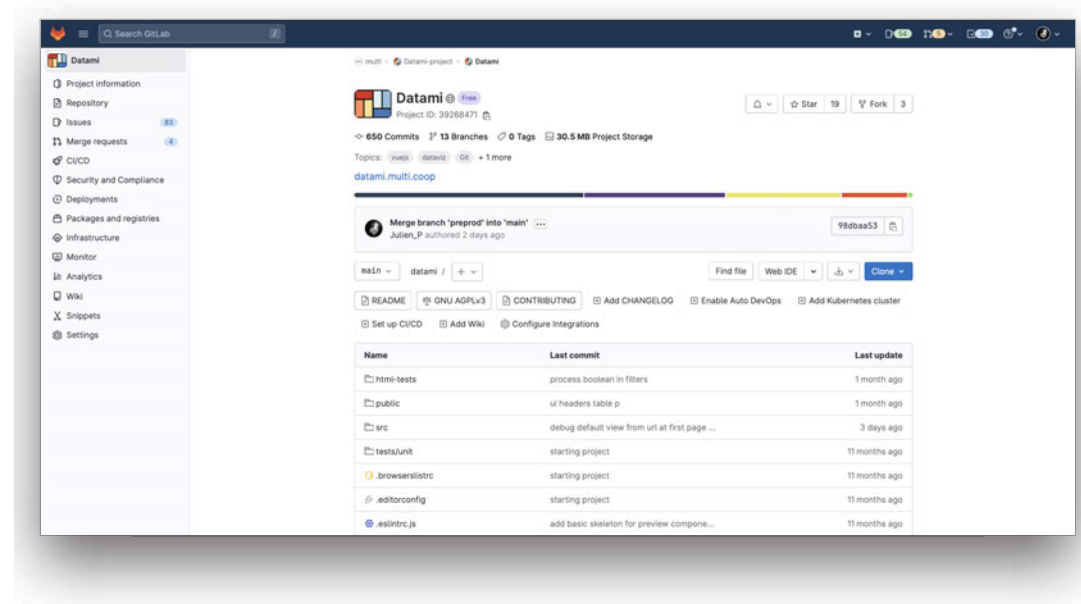 Search GitLab /
54 30
Datami
Project information
Repository
Issues 83
Merge requests 4
CI/CD
Security and Compliance
Deployments
Packages and registries
Infrastructure
Monitor
Analytics
Wiki
Snippets
Settings
multi › Datami-project › Datami
Datami Free
Project ID: 39268471
Star 19 Fork 3
650 Commits 13 Branches 0 Tags 30.5 MB Project Storage
Topics: vuejs dataviz Git + 1 more
datami.multi.coop
Merge branch 'preprod' into 'main' ...
Julien_P authored 2 days ago
98dbaa53
main datami / +
Find file Web IDE Clone
README GNU AGPLv3 CONTRIBUTING Add CHANGELOG Enable Auto DevOps Add Kubernetes cluster
Set up CI/CD Add Wiki Configure Integrations
Name Last commit Last update
html-tests process boolean in filters 1 month ago
public ui headers table p 1 month ago
src debug default view from url at first page ... 3 days ago
tests/unit starting project 11 months ago
.browserslistrc starting project 11 months ago
.editorconfig starting project 11 months ago
.eslintrc.js add basic skeleton for preview compone... 11 months ago